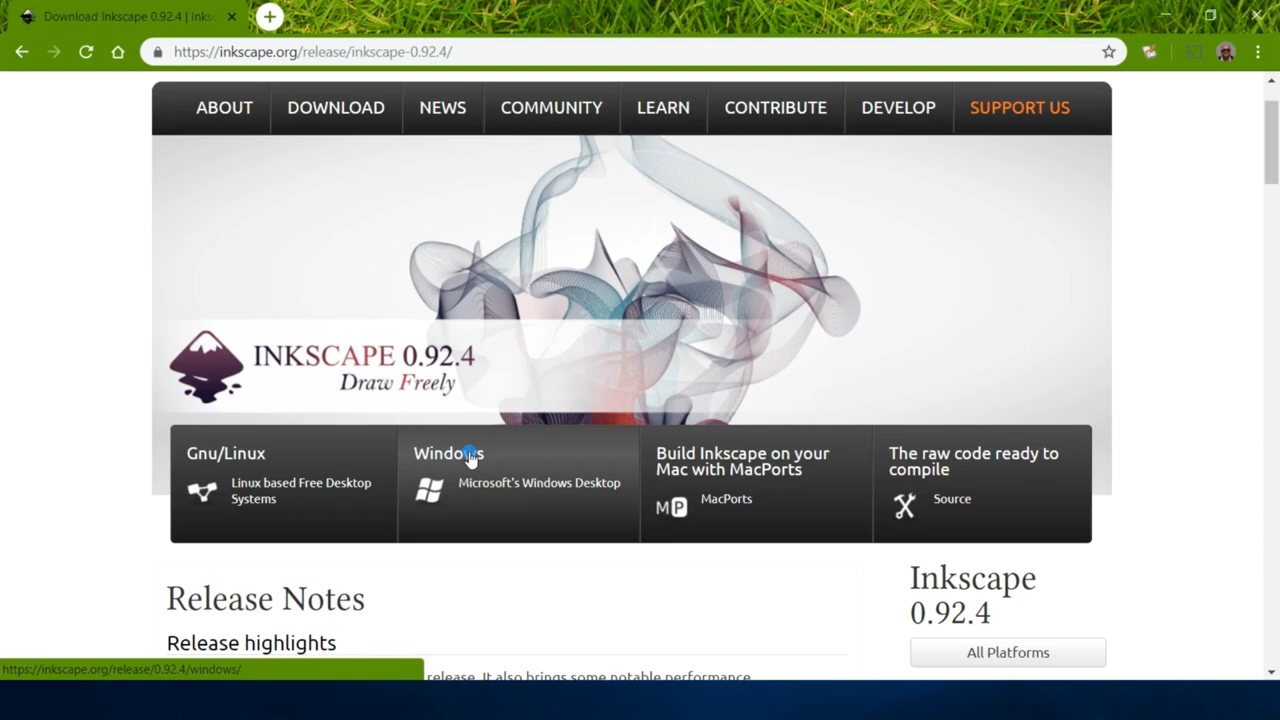 Download Inkscape 0.92.4 | Inksc
https://inkscape.org/release/inkscape-0.92.4/
ABOUT DOWNLOAD NEWS COMMUNITY LEARN CONTRIBUTE DEVELOP SUPPORT US
INKSCAPE 0.92.4
Draw Freely
Gnu/Linux
Linux based Free Desktop
Systems
Windows
Microsoft's Windows Desktop
Build Inkscape on your
Mac with MacPorts
MP
MacPorts
The raw code ready to
compile
Source
Release Notes
Release highlights
release. It also brings some notable performance
Inkscape
0.92.4
All Platforms
https://inkscape.org/release/0.92.4/windows/